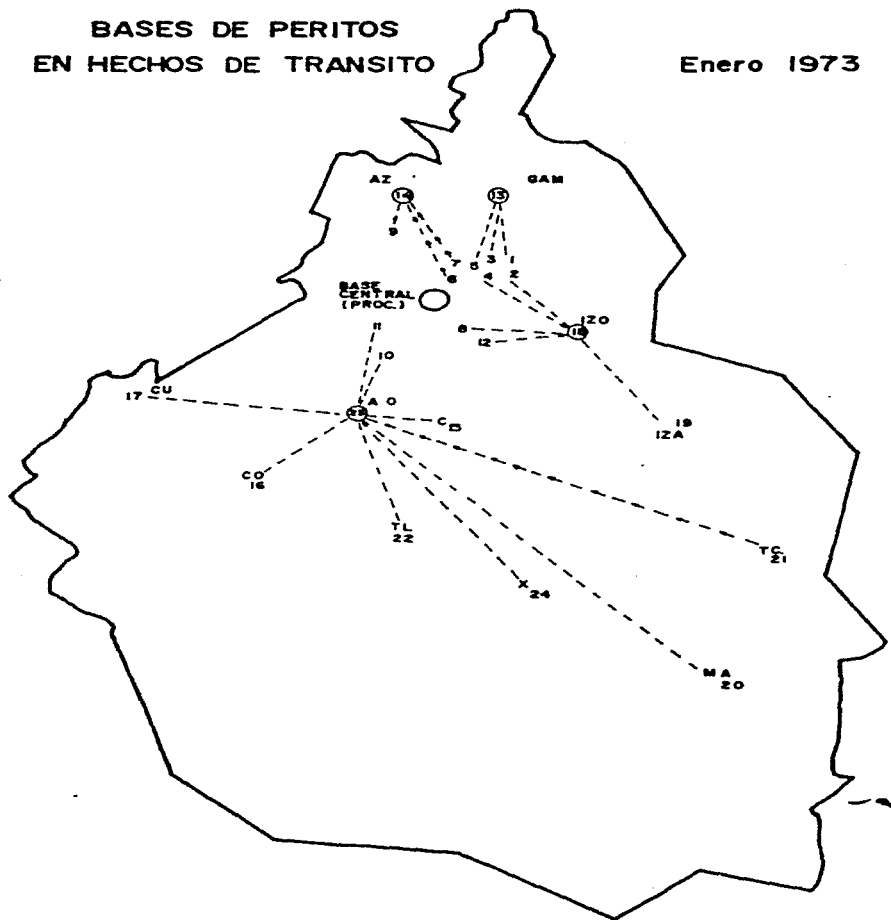 BASES DE PERITOS
EN HECHOS DE TRANSITO
Enero 1973
AZ
GAM
14
13
9
7
6
5
3
1
4
2
BASE
CENTRAL
(PROC.)
IZO
18
8
12
11
10
17 CU
A O
C
15
19
IZA
CO
16
TL
22
TC.
21
X
24
MA
20